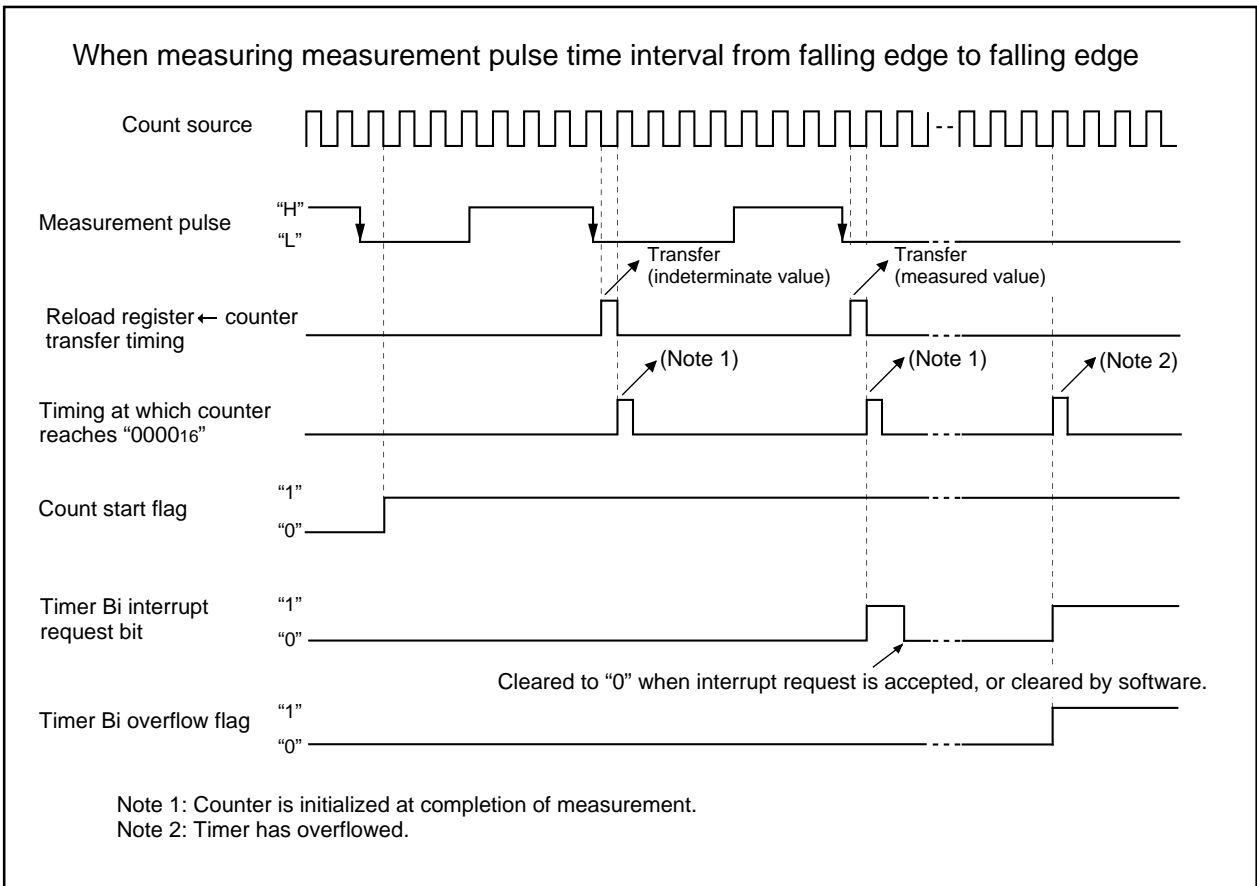 When measuring measurement pulse time interval from falling edge to falling edge
Count source
Measurement pulse
“H”
“L”
Transfer
(indeterminate value)
Transfer
(measured value)
Reload register ← counter
transfer timing
(Note 1)
(Note 1)
(Note 2)
Timing at which counter
reaches “000016”
Count start flag
“1”
“0”
Timer Bi interrupt
request bit
“1”
“0”
Cleared to “0” when interrupt request is accepted, or cleared by software.
Timer Bi overflow flag
“1”
“0”
Note 1: Counter is initialized at completion of measurement.
Note 2: Timer has overflowed.